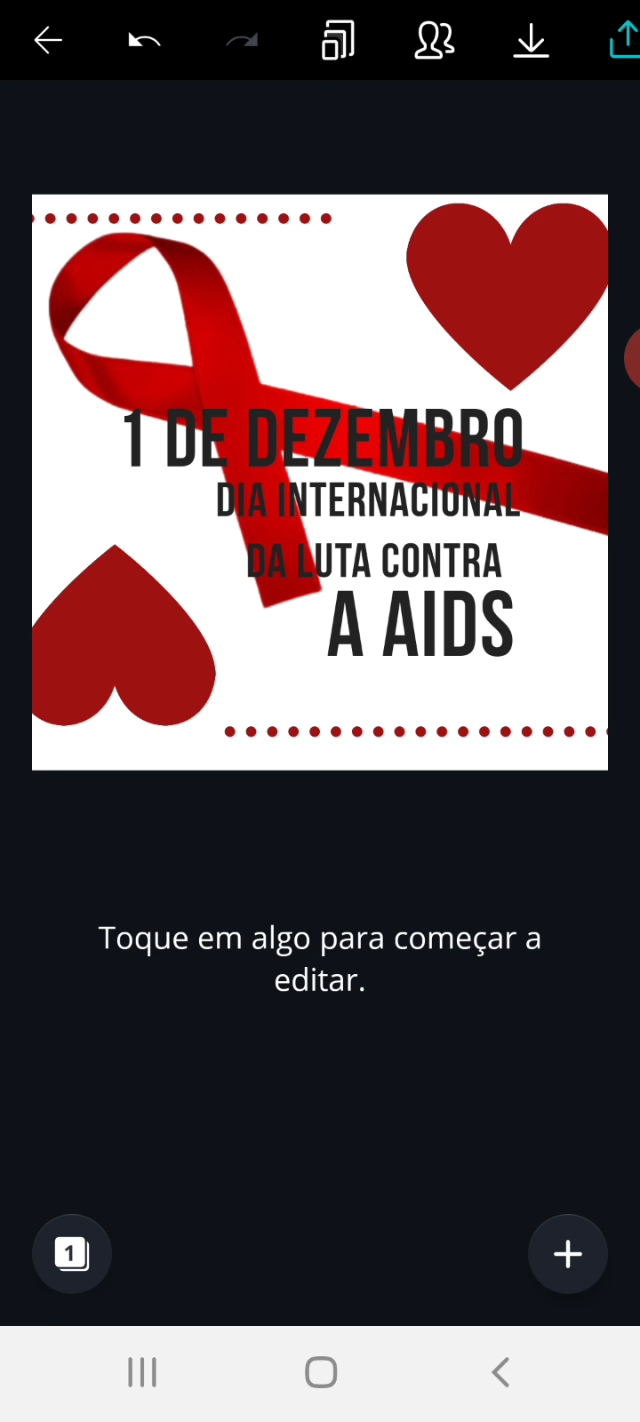 1 DE DEZEMBRO
DIA INTERNACIONAL
DA LUTA CONTRA
A AIDS
Toque em algo para começar a
editar.
1